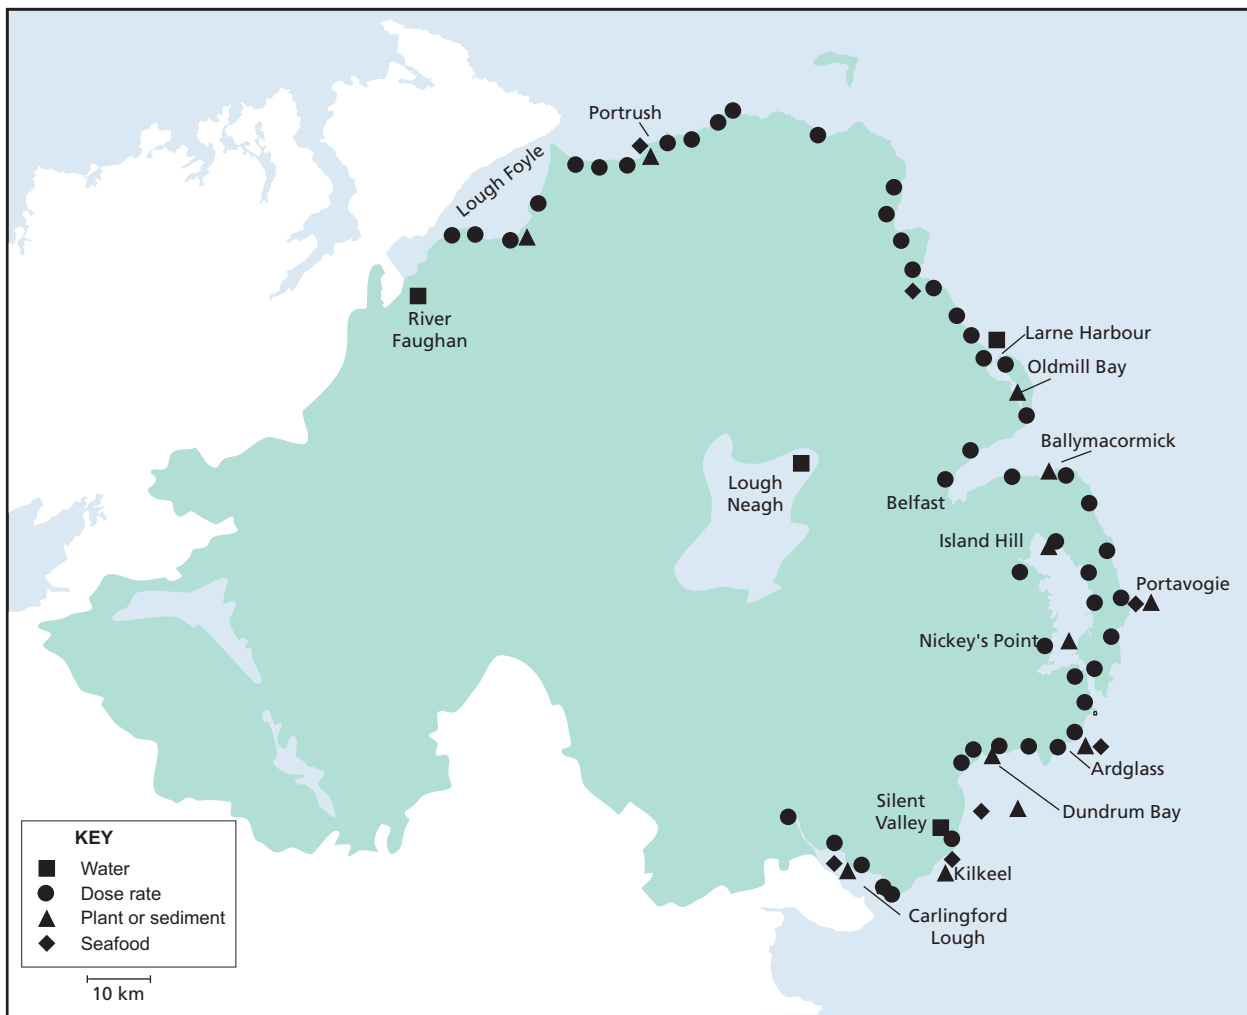 Portrush
Lough Foyle
River
Faughan
Larne Harbour
Oldmill Bay
Ballymacormick
Lough
Neagh
Belfast
Island Hill
Portavogie
Nickey's Point
Ardglass
Silent
Valley
Dundrum Bay
Kilkeel
Carlingford
Lough
KEY
Water
Dose rate
Plant or sediment
Seafood
10 km